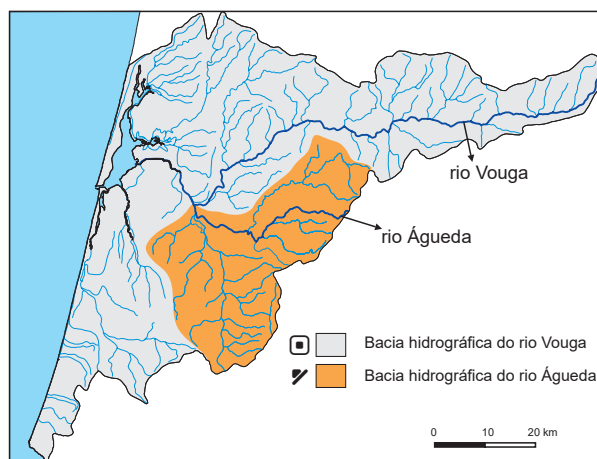 rio Vouga
rio Águeda
Bacia hidrográfica do rio Vouga
Bacia hidrográfica do rio Águeda
0 10 20 km